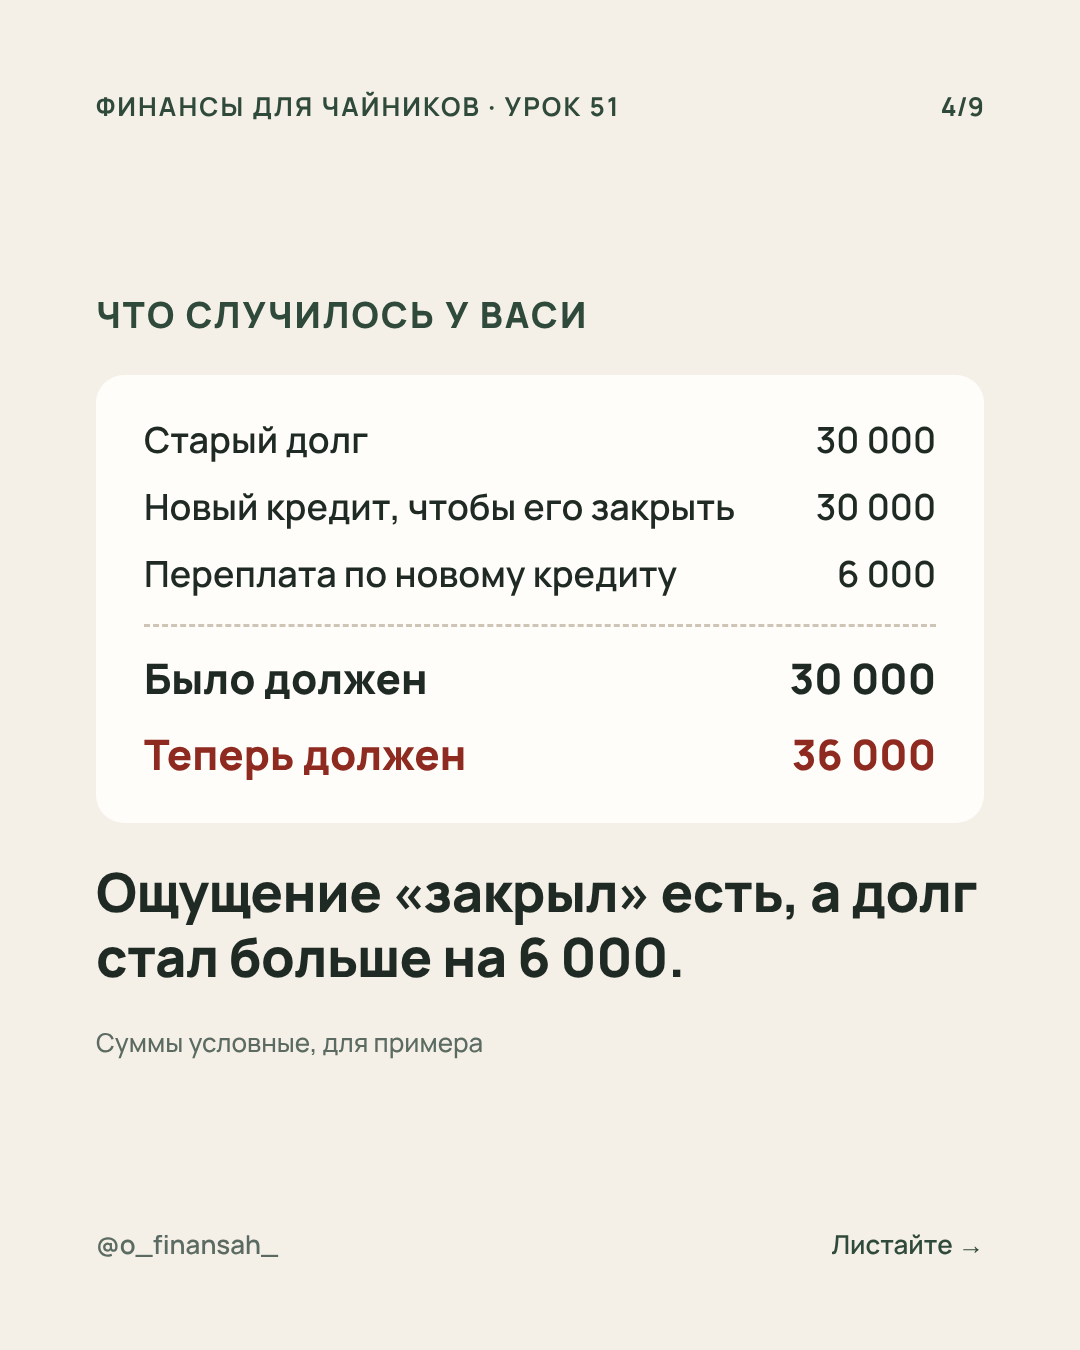 ФИНАНСЫ ДЛЯ ЧАЙНИКОВ · УРОК 51 4/9
ЧТО СЛУЧИЛОСЬ У ВАСИ
Старый долг 30 000
Новый кредит, чтобы его закрыть 30 000
Переплата по новому кредиту 6 000
Было должен 30 000
Теперь должен 36 000
Ощущение «закрыл» есть, а долг
стал больше на 6 000.
Суммы условные, для примера
@o_finansah_ Листайте →